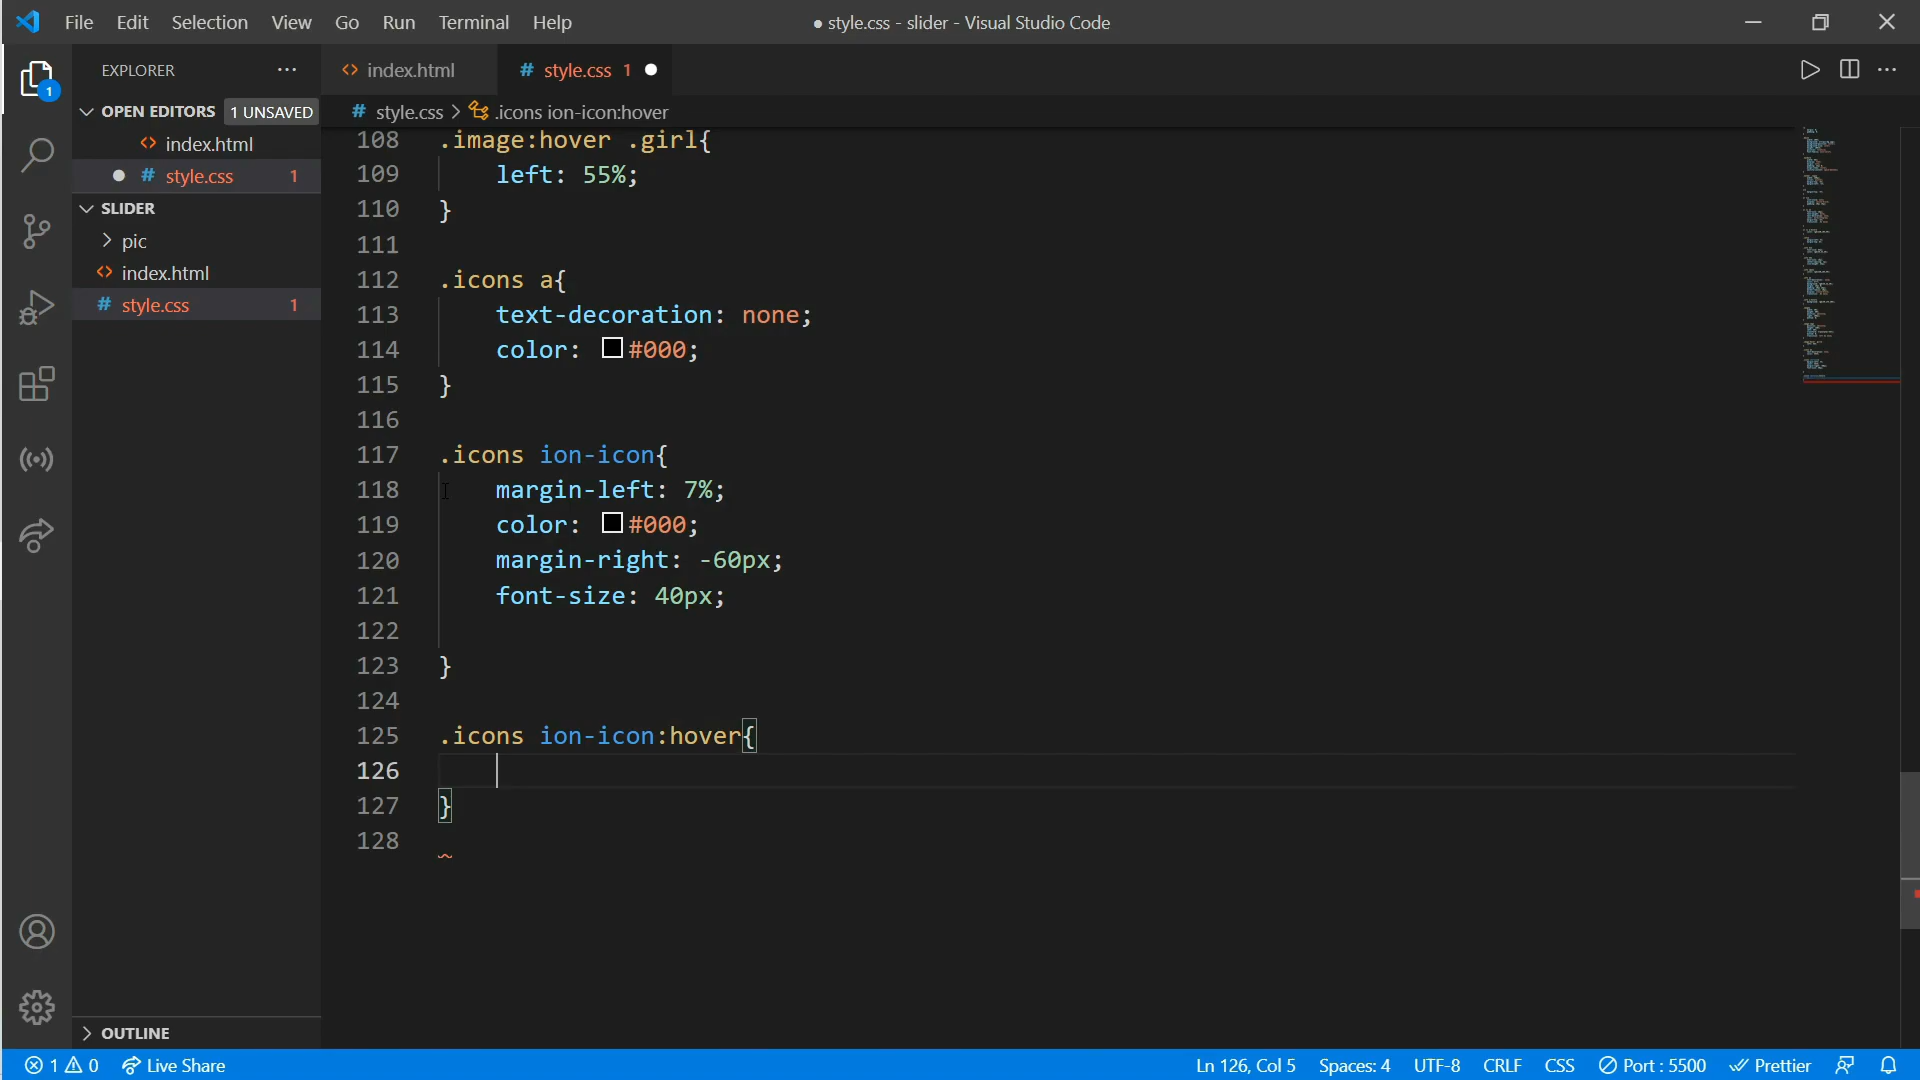 File Edit Selection View Go Run Terminal Help
● style.css - slider - Visual Studio Code
EXPLORER ···
index.html
# style.css 1 ●
OPEN EDITORS 1 UNSAVED
# style.css > .icons ion-icon:hover
index.html
● # style.css 1
SLIDER
pic
index.html
# style.css 1
108 .image:hover .girl{
109 left: 55%;
110 }
111
112 .icons a{
113 text-decoration: none;
114 color: #000;
115 }
116
117 .icons ion-icon{
118 margin-left: 7%;
119 color: #000;
120 margin-right: -60px;
121 font-size: 40px;
122
123 }
124
125 .icons ion-icon:hover{
126
127 }
128
1
OUTLINE
1 0 Live Share
Ln 126, Col 5 Spaces: 4 UTF-8 CRLF CSS Port : 5500 Prettier